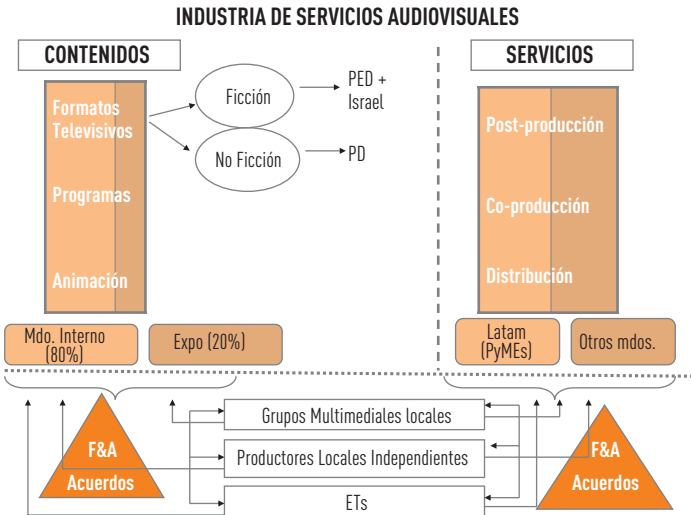 INDUSTRIA DE SERVICIOS AUDIOVISUALES
CONTENIDOS
SERVICIOS
Formatos
Televisivos
Programas
Animación
Ficción
No Ficción
PED +
Israel
PD
Post-producción
Co-producción
Distribución
Mdo. Interno
(80%)
Expo (20%)
Latam
(PyMEs)
Otros mdos.
F&A
Acuerdos
Grupos Multimediales locales
Productores Locales Independientes
ETs
F&A
Acuerdos